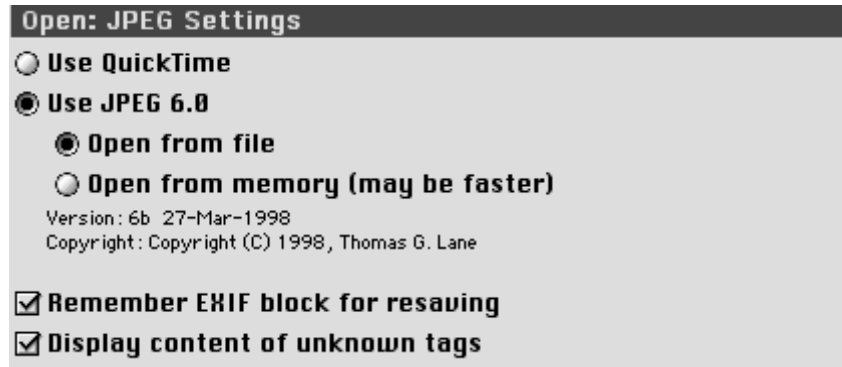 Open: JPEG Settings
Use QuickTime
Use JPEG 6.0
Open from file
Open from memory (may be faster)
Version: 6b 27-Mar-1998
Copyright: Copyright (C) 1998, Thomas G. Lane
Remember EXIF block for resaving
Display content of unknown tags